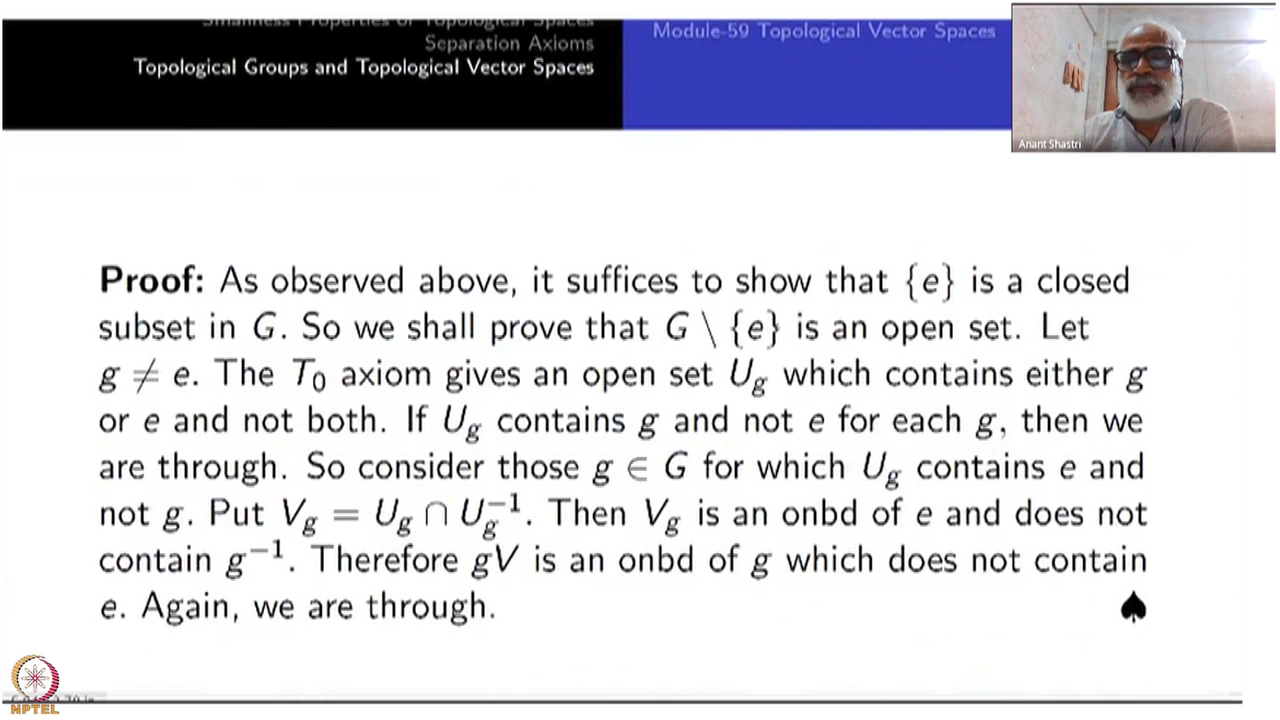 Smallness Properties of Topological Spaces
Separation Axioms
Topological Groups and Topological Vector Spaces
Module-59 Topological Vector Spaces
Anant Shastri
Proof: As observed above, it suffices to show that {e} is a closed
subset in G. So we shall prove that G \ {e} is an open set. Let
g ≠ e. The T₀ axiom gives an open set U_g which contains either g
or e and not both. If U_g contains g and not e for each g, then we
are through. So consider those g ∈ G for which U_g contains e and
not g. Put V_g = U_g ∩ U_g⁻¹. Then V_g is an onbd of e and does not
contain g⁻¹. Therefore gV is an onbd of g which does not contain
e. Again, we are through. ♠
NPTEL